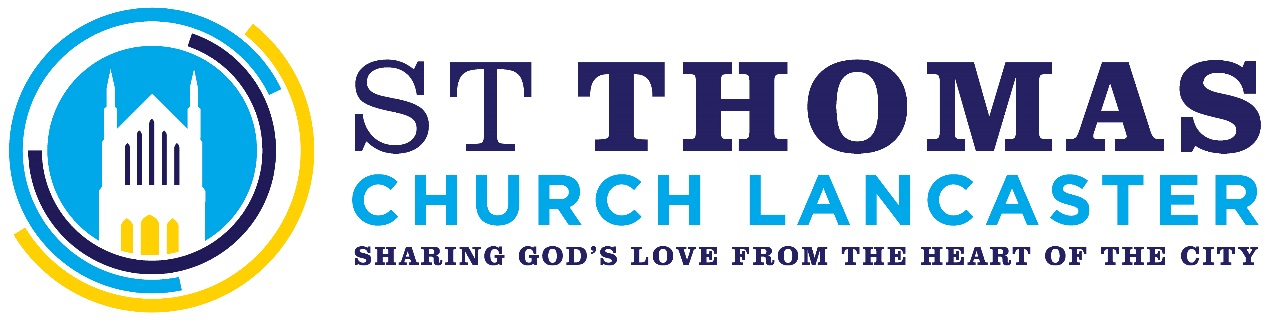 ST THOMAS
CHURCH LANCASTER
SHARING GOD'S LOVE FROM THE HEART OF THE CITY